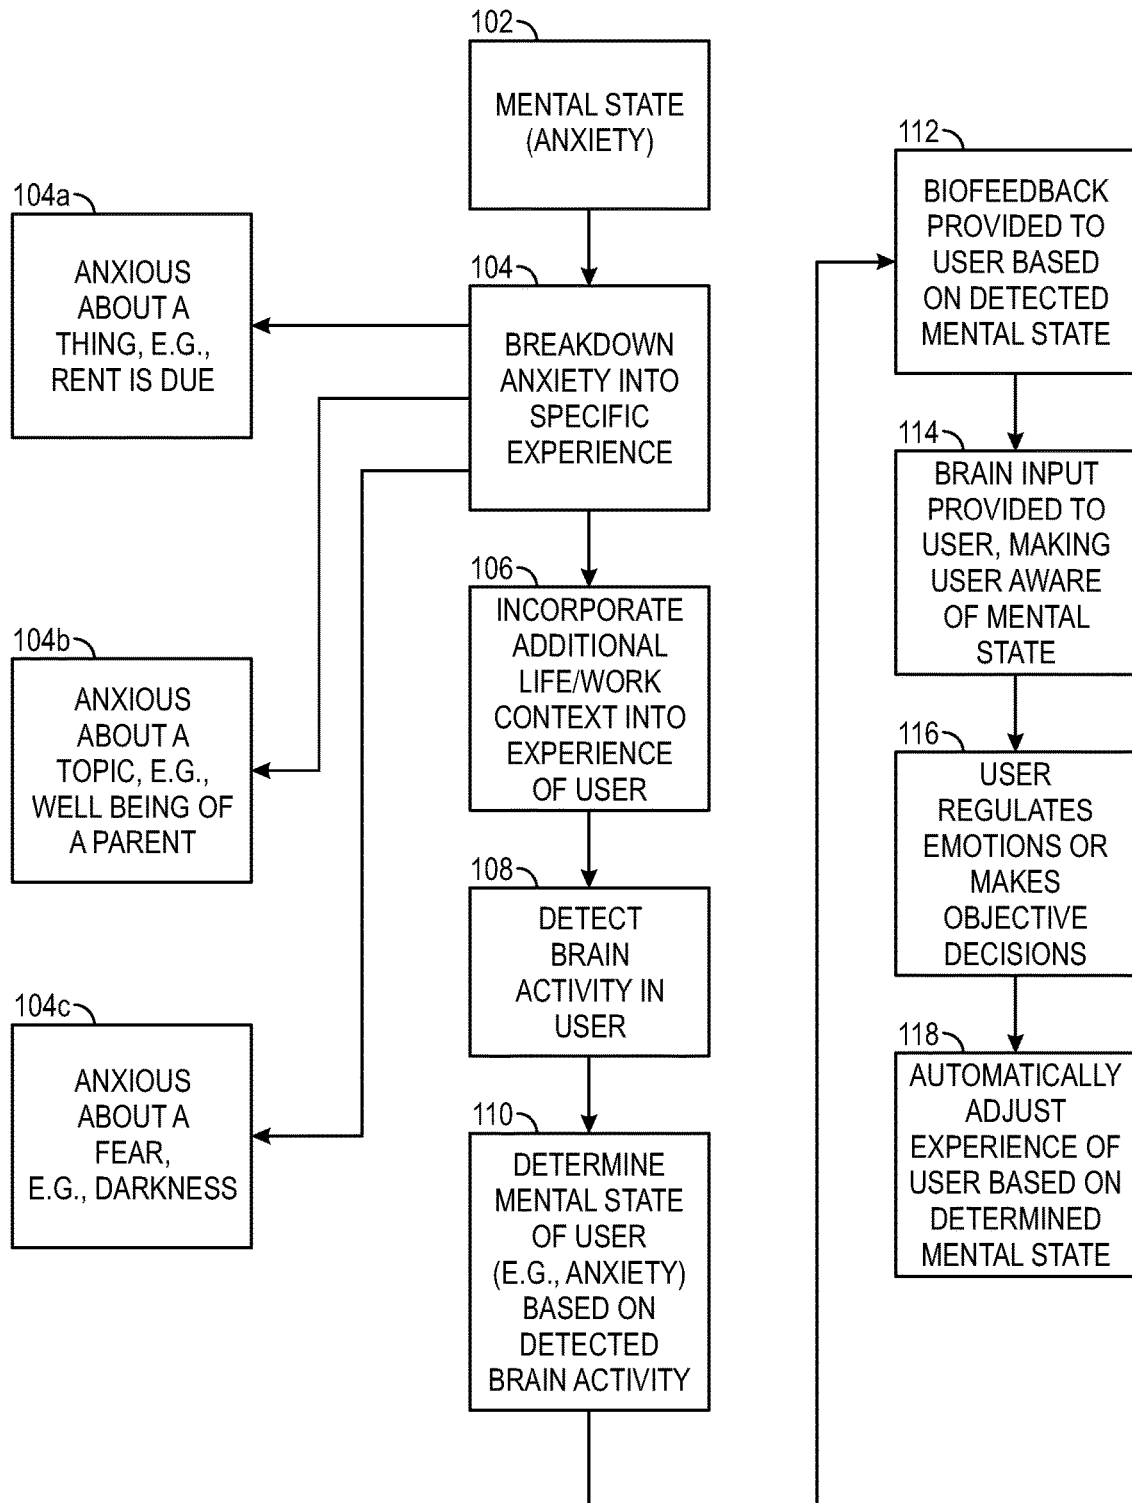 102
MENTAL STATE
(ANXIETY)
104a
ANXIOUS
ABOUT A
THING, E.G.,
RENT IS DUE
104
BREAKDOWN
ANXIETY INTO
SPECIFIC
EXPERIENCE
104b
ANXIOUS
ABOUT A
TOPIC, E.G.,
WELL BEING OF
A PARENT
106
INCORPORATE
ADDITIONAL
LIFE/WORK
CONTEXT INTO
EXPERIENCE
OF USER
104c
ANXIOUS
ABOUT A
FEAR,
E.G., DARKNESS
108
DETECT
BRAIN
ACTIVITY IN
USER
110
DETERMINE
MENTAL STATE
OF USER
(E.G., ANXIETY)
BASED ON
DETECTED
BRAIN ACTIVITY
112
BIOFEEDBACK
PROVIDED TO
USER BASED
ON DETECTED
MENTAL STATE
114
BRAIN INPUT
PROVIDED TO
USER, MAKING
USER AWARE
OF MENTAL
STATE
116
USER
REGULATES
EMOTIONS OR
MAKES
OBJECTIVE
DECISIONS
118
AUTOMATICALLY
ADJUST
EXPERIENCE OF
USER BASED ON
DETERMINED
MENTAL STATE